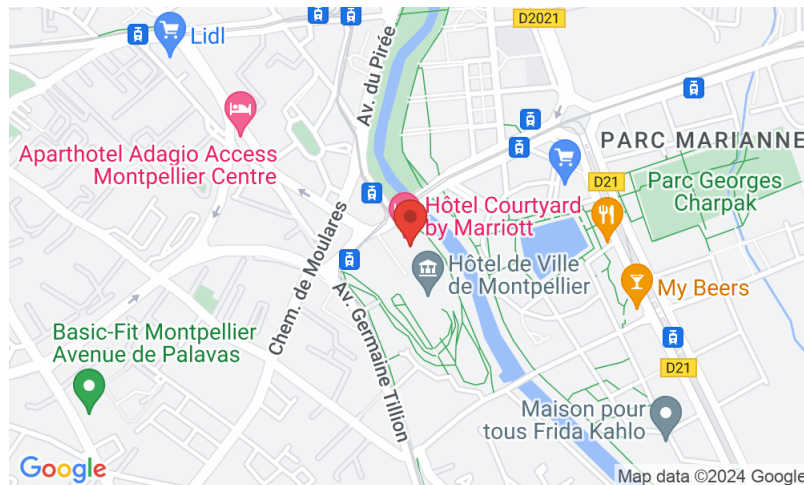 D2021
Lidl
Av. du Pirée
PARC MARIANNE
Aparthotel Adagio Access
Montpellier Centre
D21
Parc Georges
Charpak
Hôtel Courtyard
by Marriott
Chem. de Moulares
Hôtel de Ville
de Montpellier
My Beers
Av. Germaine Tillion
Basic-Fit Montpellier
Avenue de Palavas
D21
Maison pour
tous Frida Kahlo
Google
Map data ©2024 Google